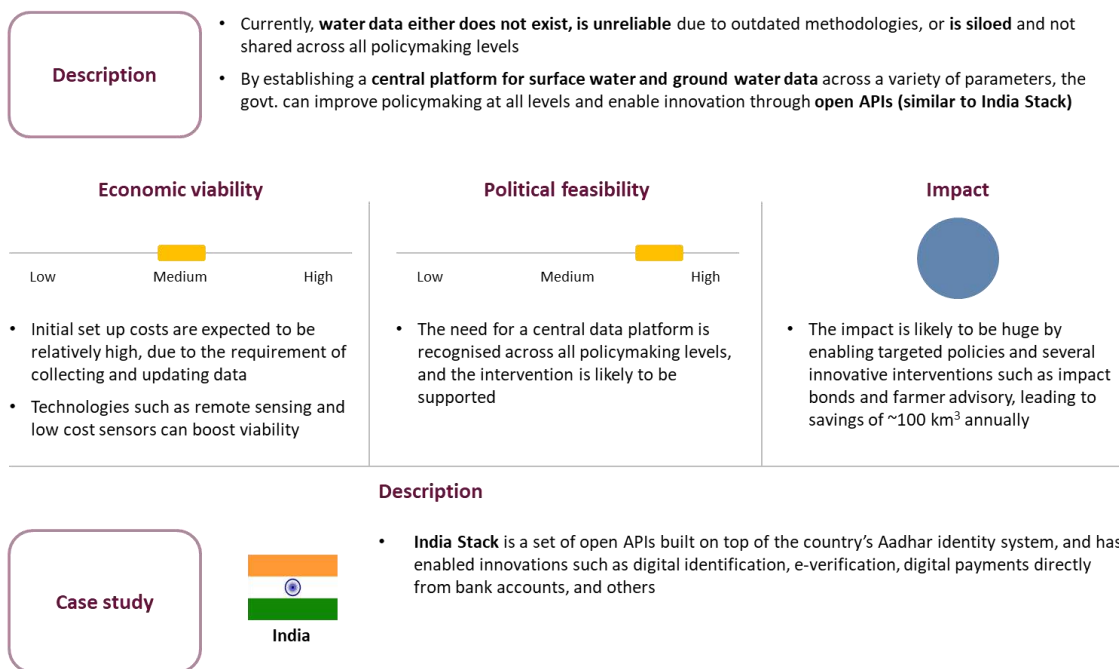 Description
• Currently, water data either does not exist, is unreliable due to outdated methodologies, or is siloed and not
shared across all policymaking levels
• By establishing a central platform for surface water and ground water data across a variety of parameters, the
govt. can improve policymaking at all levels and enable innovation through open APIs (similar to India Stack)
Economic viability
Low Medium High
• Initial set up costs are expected to be
relatively high, due to the requirement of
collecting and updating data
• Technologies such as remote sensing and
low cost sensors can boost viability
Political feasibility
Low Medium High
• The need for a central data platform is
recognised across all policymaking levels,
and the intervention is likely to be
supported
Impact
• The impact is likely to be huge by
enabling targeted policies and several
innovative interventions such as impact
bonds and farmer advisory, leading to
savings of ~100 km³ annually
Case study
India
Description
• India Stack is a set of open APIs built on top of the country's Aadhar identity system, and has
enabled innovations such as digital identification, e-verification, digital payments directly
from bank accounts, and others